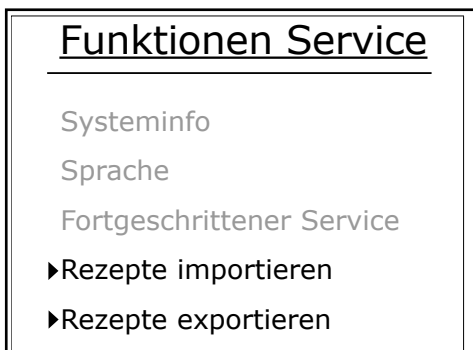 Funktionen Service
Systeminfo
Sprache
Fortgeschrittener Service
Rezepte importieren
Rezepte exportieren